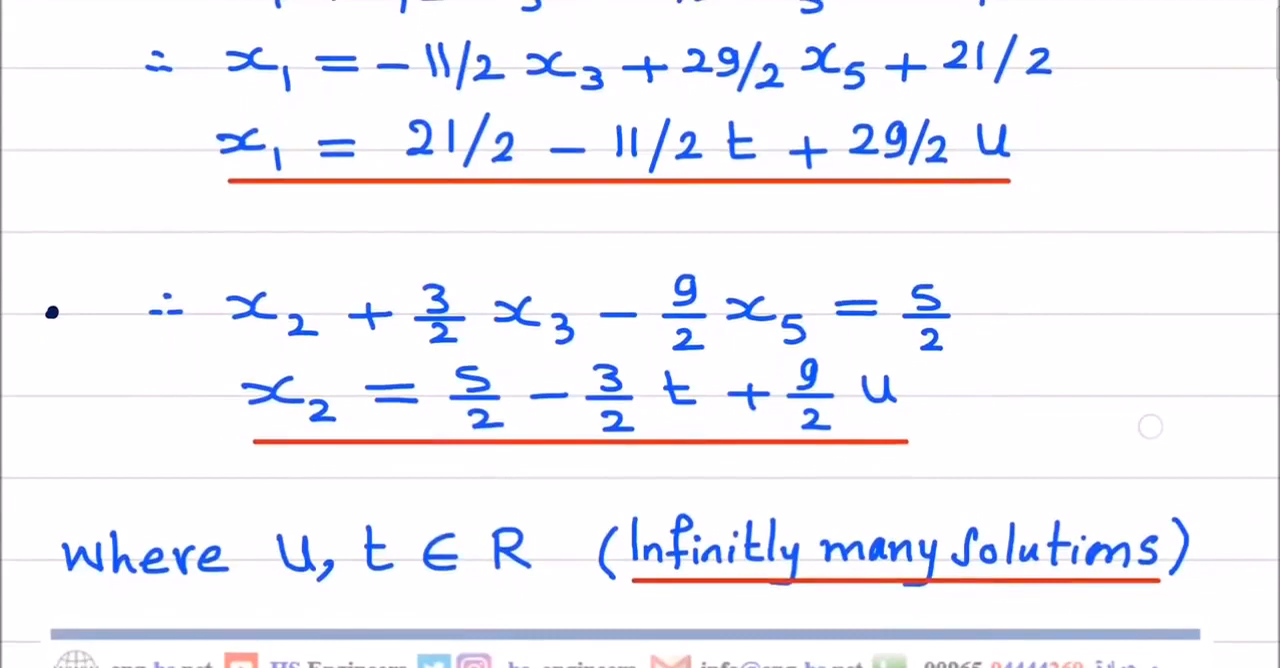 ∴ x₁ = - 11/2 x₃ + 29/2 x₅ + 21/2
x₁ = 21/2 - 11/2 t + 29/2 u
• ∴ x₂ + 3/2 x₃ - 9/2 x₅ = 5/2
x₂ = 5/2 - 3/2 t + 9/2 u
where u, t ∈ R (Infinitly many solutions)